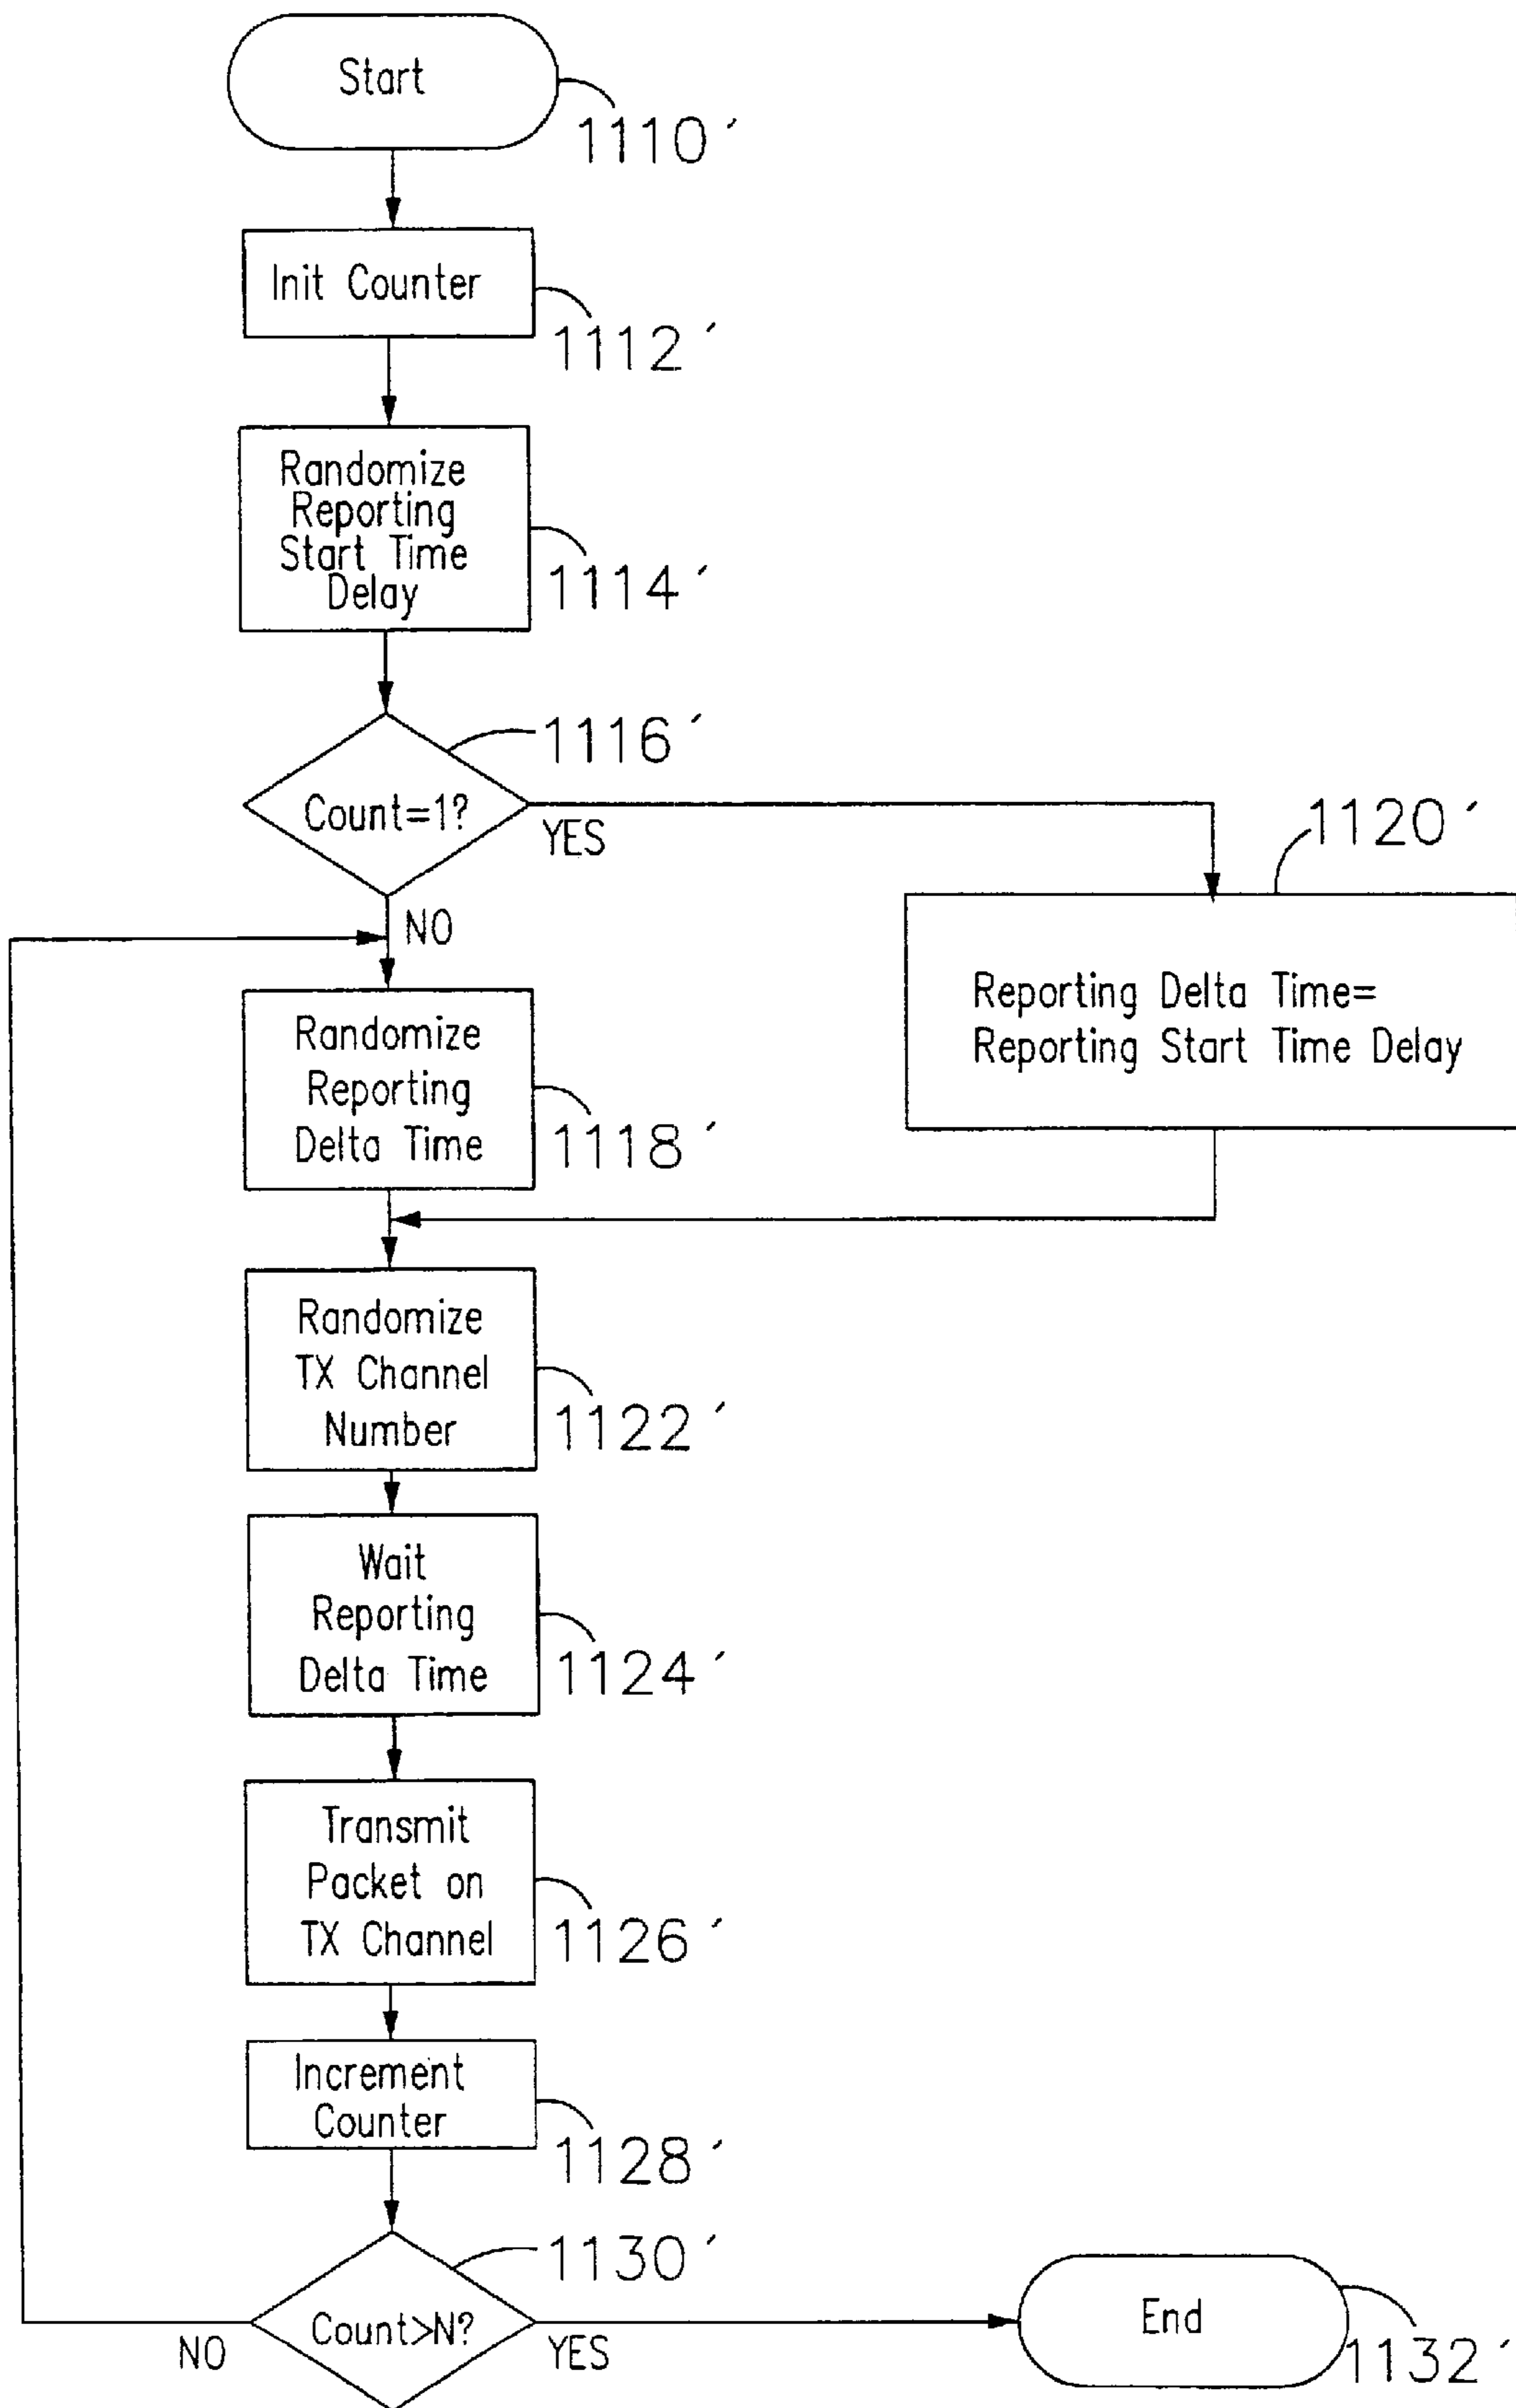 Start
1110´
Init Counter
1112´
Randomize
Reporting
Start Time
Delay
1114´
1116´
Count=1?
YES
NO
1120´
Reporting Delta Time=
Reporting Start Time Delay
Randomize
Reporting
Delta Time
1118´
Randomize
TX Channel
Number
1122´
Wait
Reporting
Delta Time
1124´
Transmit
Packet on
TX Channel
1126´
Increment
Counter
1128´
1130´
Count>N?
NO
YES
End
1132´